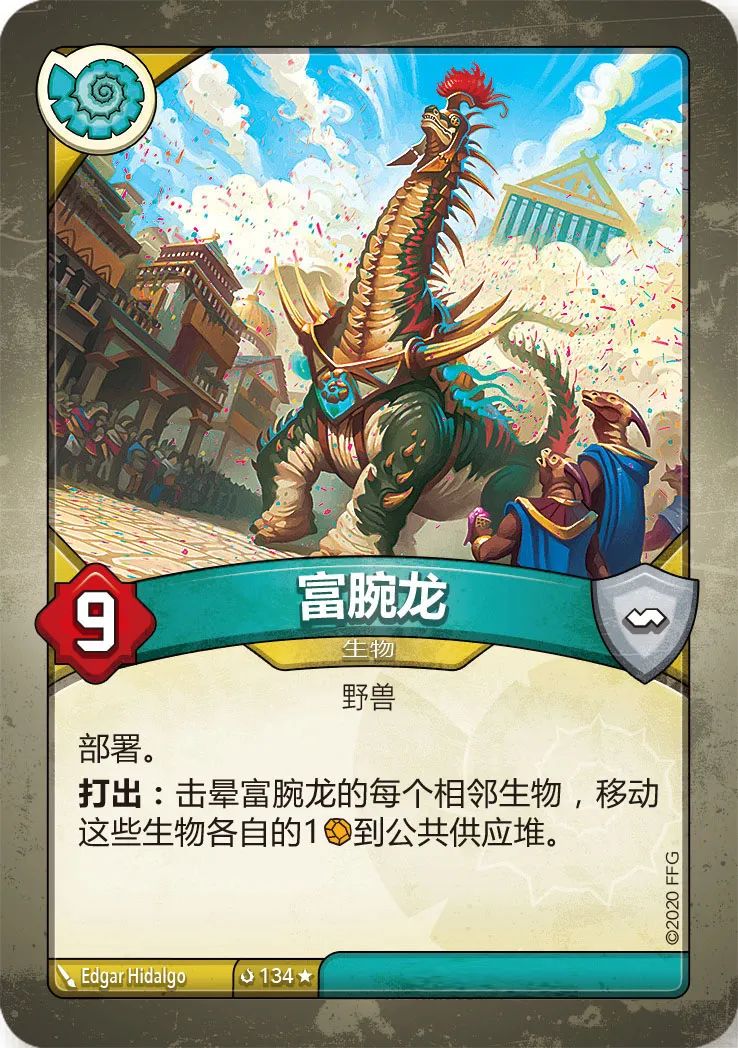 富腕龙
9
生物
野兽
部署。
打出：击晕富腕龙的每个相邻生物，移动
这些生物各自的1到公共供应堆。
©2020 FFG
Edgar Hidalgo
134